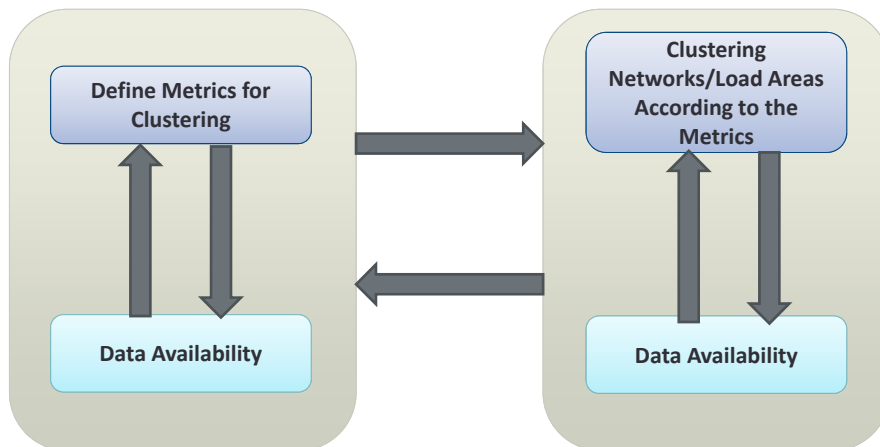 Define Metrics for
Clustering
Data Availability
Clustering
Networks/Load Areas
According to the
Metrics
Data Availability